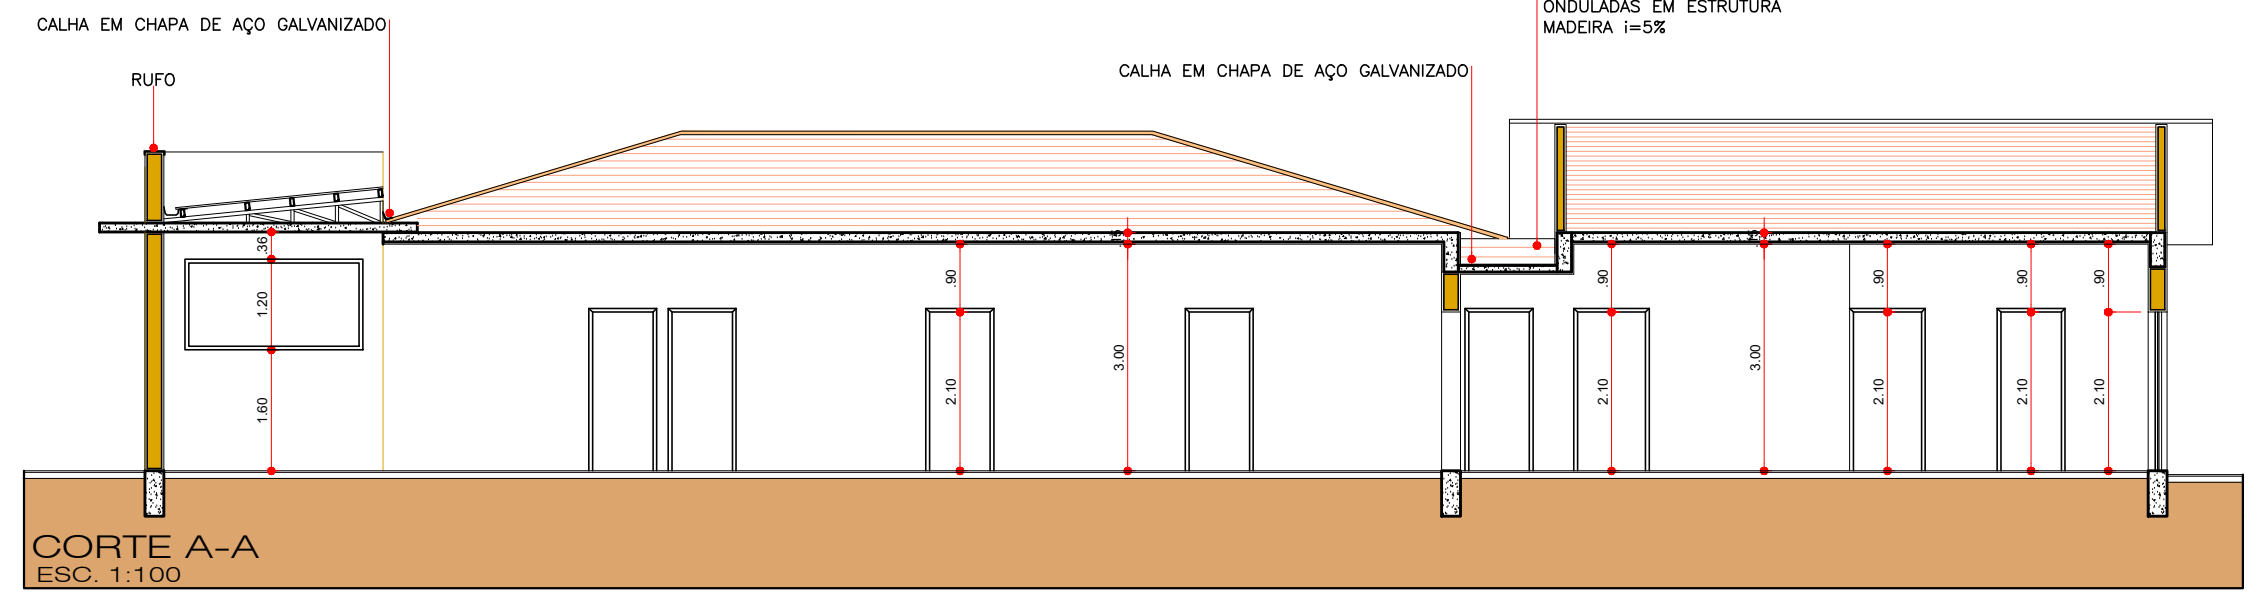 ONDULADAS EM ESTRUTURA
MADEIRA i=5%
CALHA EM CHAPA DE AÇO GALVANIZADO
CALHA EM CHAPA DE AÇO GALVANIZADO
RUFO
.36
1.20
1.60
.90
2.10
3.00
.90
2.10
3.00
.90
2.10
.90
2.10
.90
2.10
CORTE A-A
ESC. 1:100